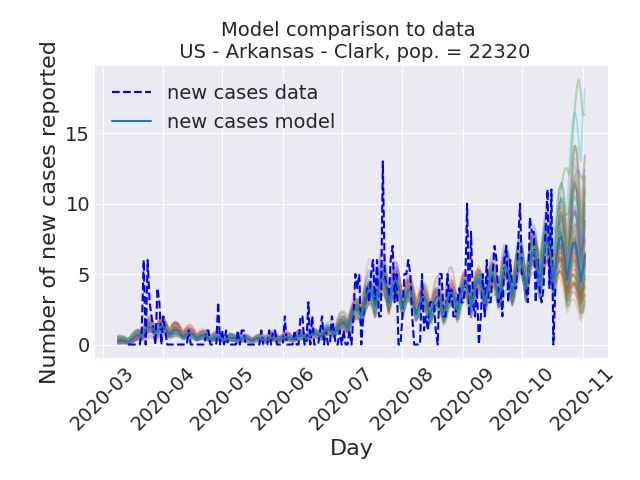 Model comparison to data
US - Arkansas - Clark, pop. = 22320
Number of new cases reported
15
10
5
0
new cases data
new cases model
2020-03
2020-04
2020-05
2020-06
2020-07
2020-08
2020-09
2020-10
2020-11
Day